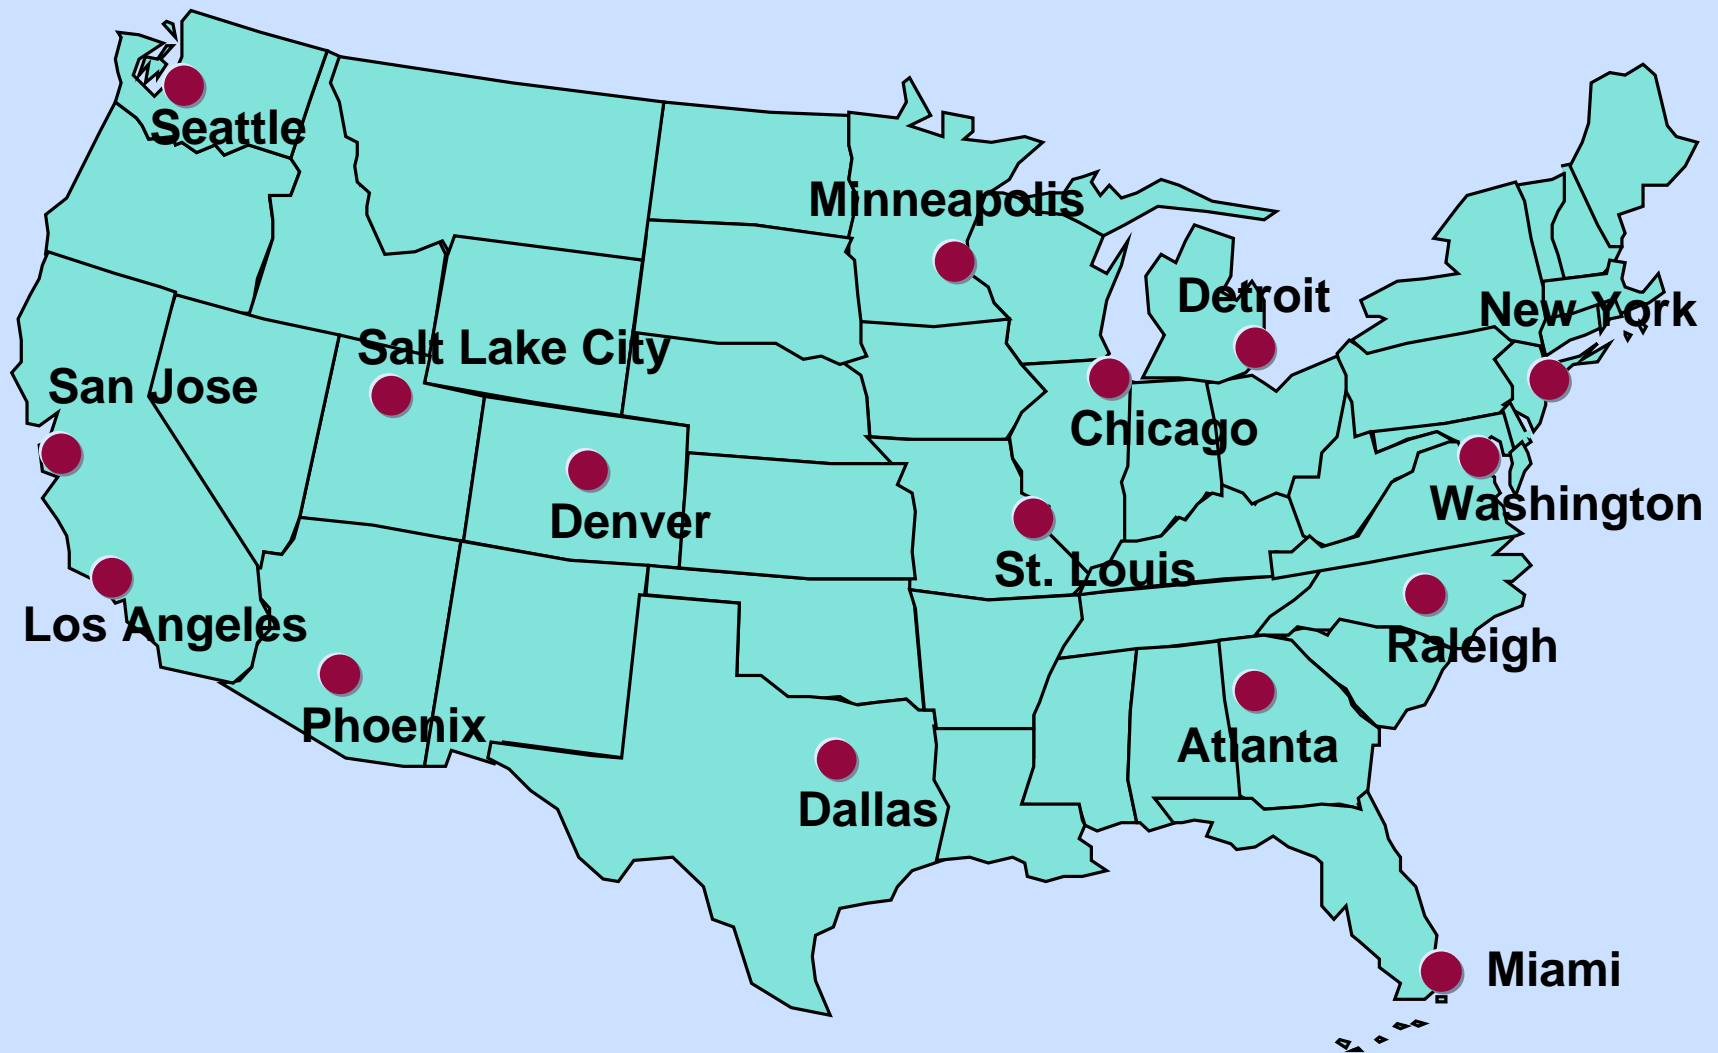 Seattle
Minneapolis
Detroit
New York
Salt Lake City
San Jose
Chicago
Washington
Denver
St. Louis
Los Angeles
Raleigh
Phoenix
Atlanta
Dallas
Miami